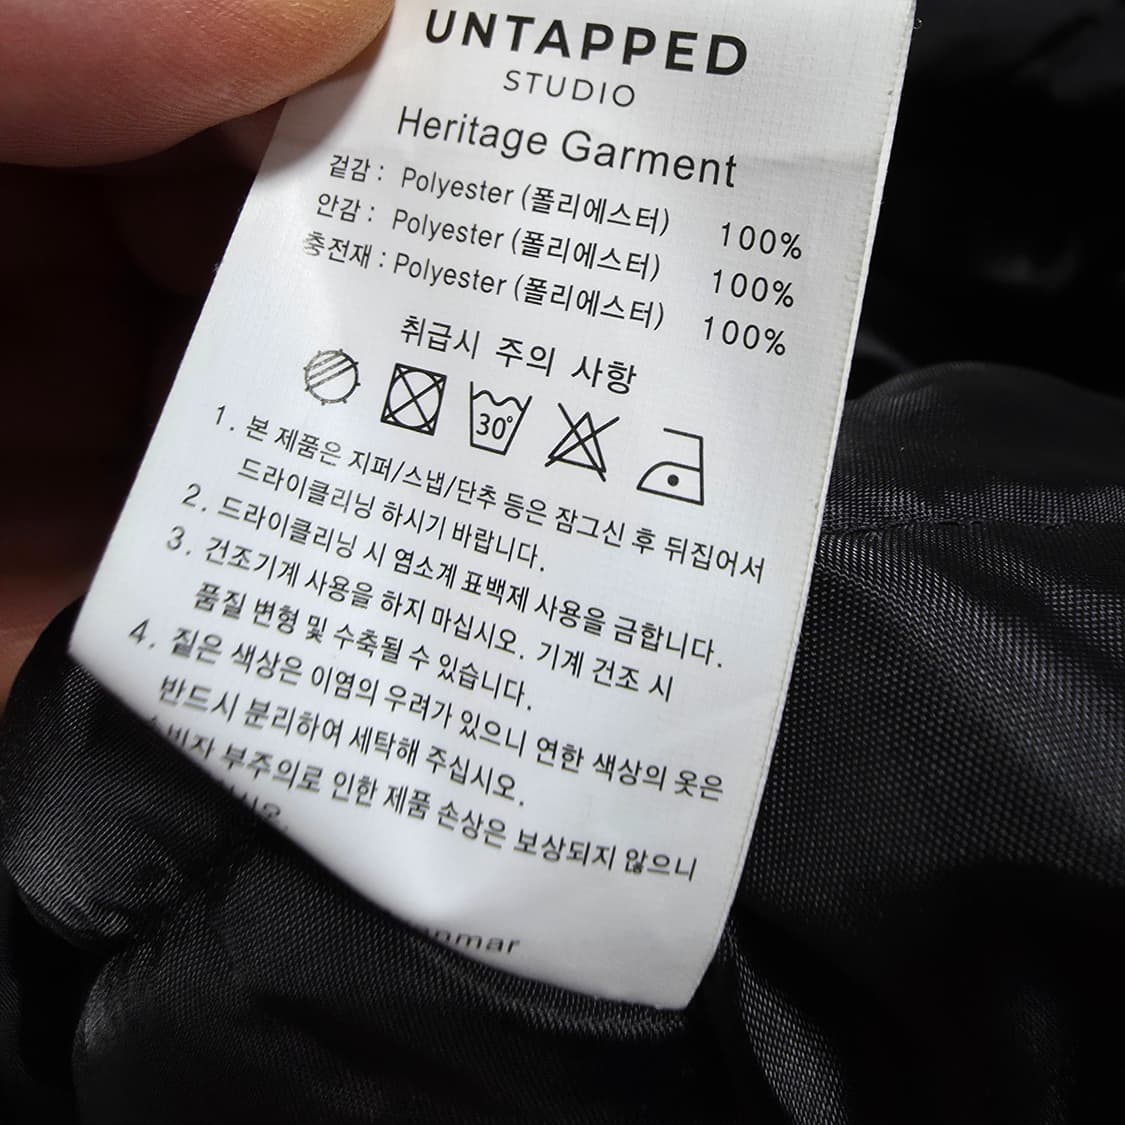 UNTAPPED
STUDIO
Heritage Garment
겉감 : Polyester (폴리에스터) 100%
안감 : Polyester (폴리에스터) 100%
충전재 : Polyester (폴리에스터) 100%
취급시 주의 사항
30°
1. 본 제품은 지퍼/스냅/단추 등은 잠그신 후 뒤집어서
드라이클리닝 하시기 바랍니다.
2. 드라이클리닝 시 염소계 표백제 사용을 금합니다.
3. 건조기계 사용을 하지 마십시오. 기계 건조 시
품질 변형 및 수축될 수 있습니다.
4. 짙은 색상은 이염의 우려가 있으니 연한 색상의 옷은
반드시 분리하여 세탁해 주십시오.
부주의로 인한 제품 손상은 보상되지 않으니